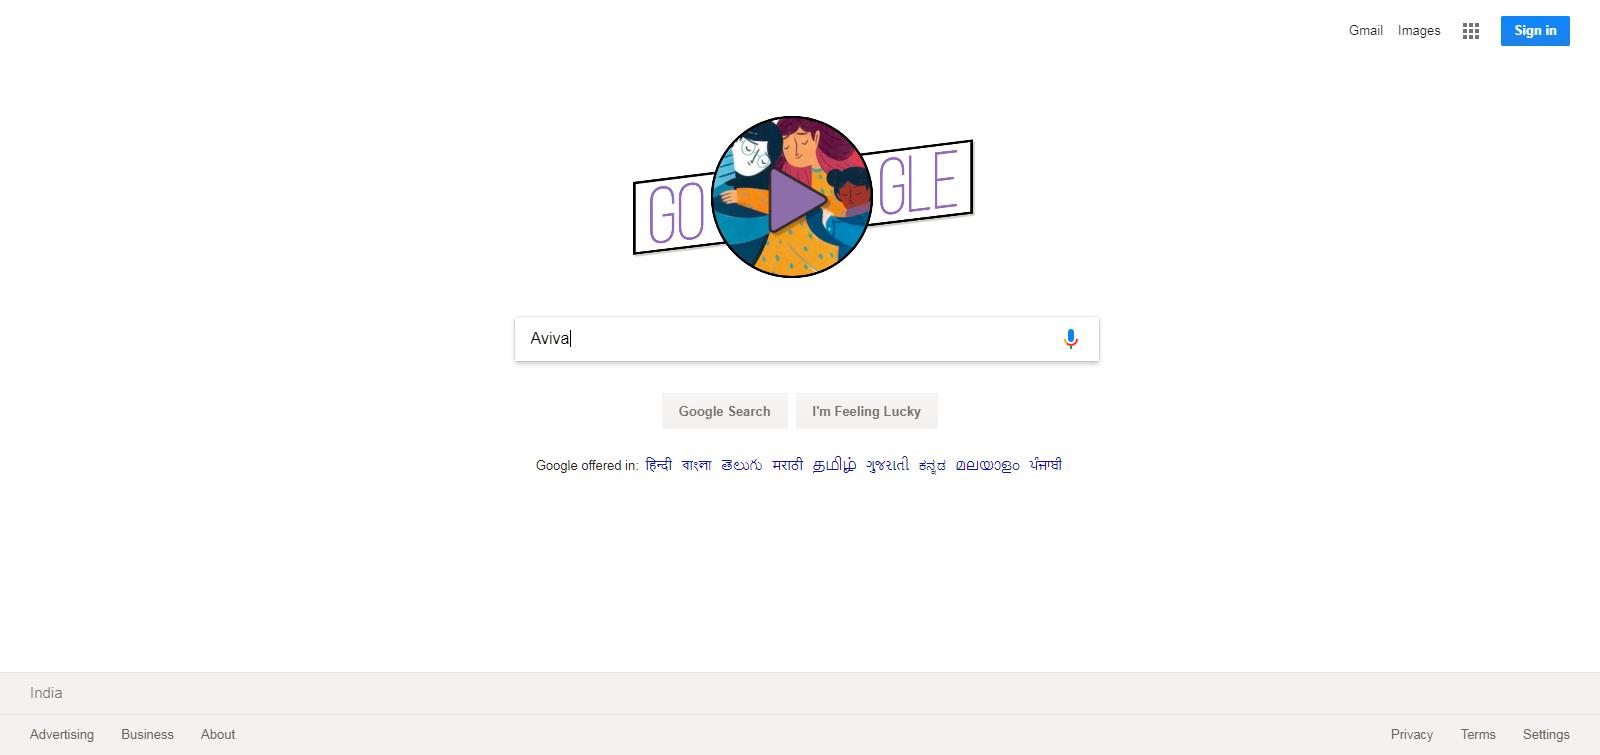 Gmail Images Sign in
GO GLE
Aviva
Google Search I'm Feeling Lucky
Google offered in: हिन्दी বাংলা తెలుగు मराठी தமிழ் ગુજરાતી ಕನ್ನಡ മലയാളം ਪੰਜਾਬੀ
India
Advertising Business About Privacy Terms Settings